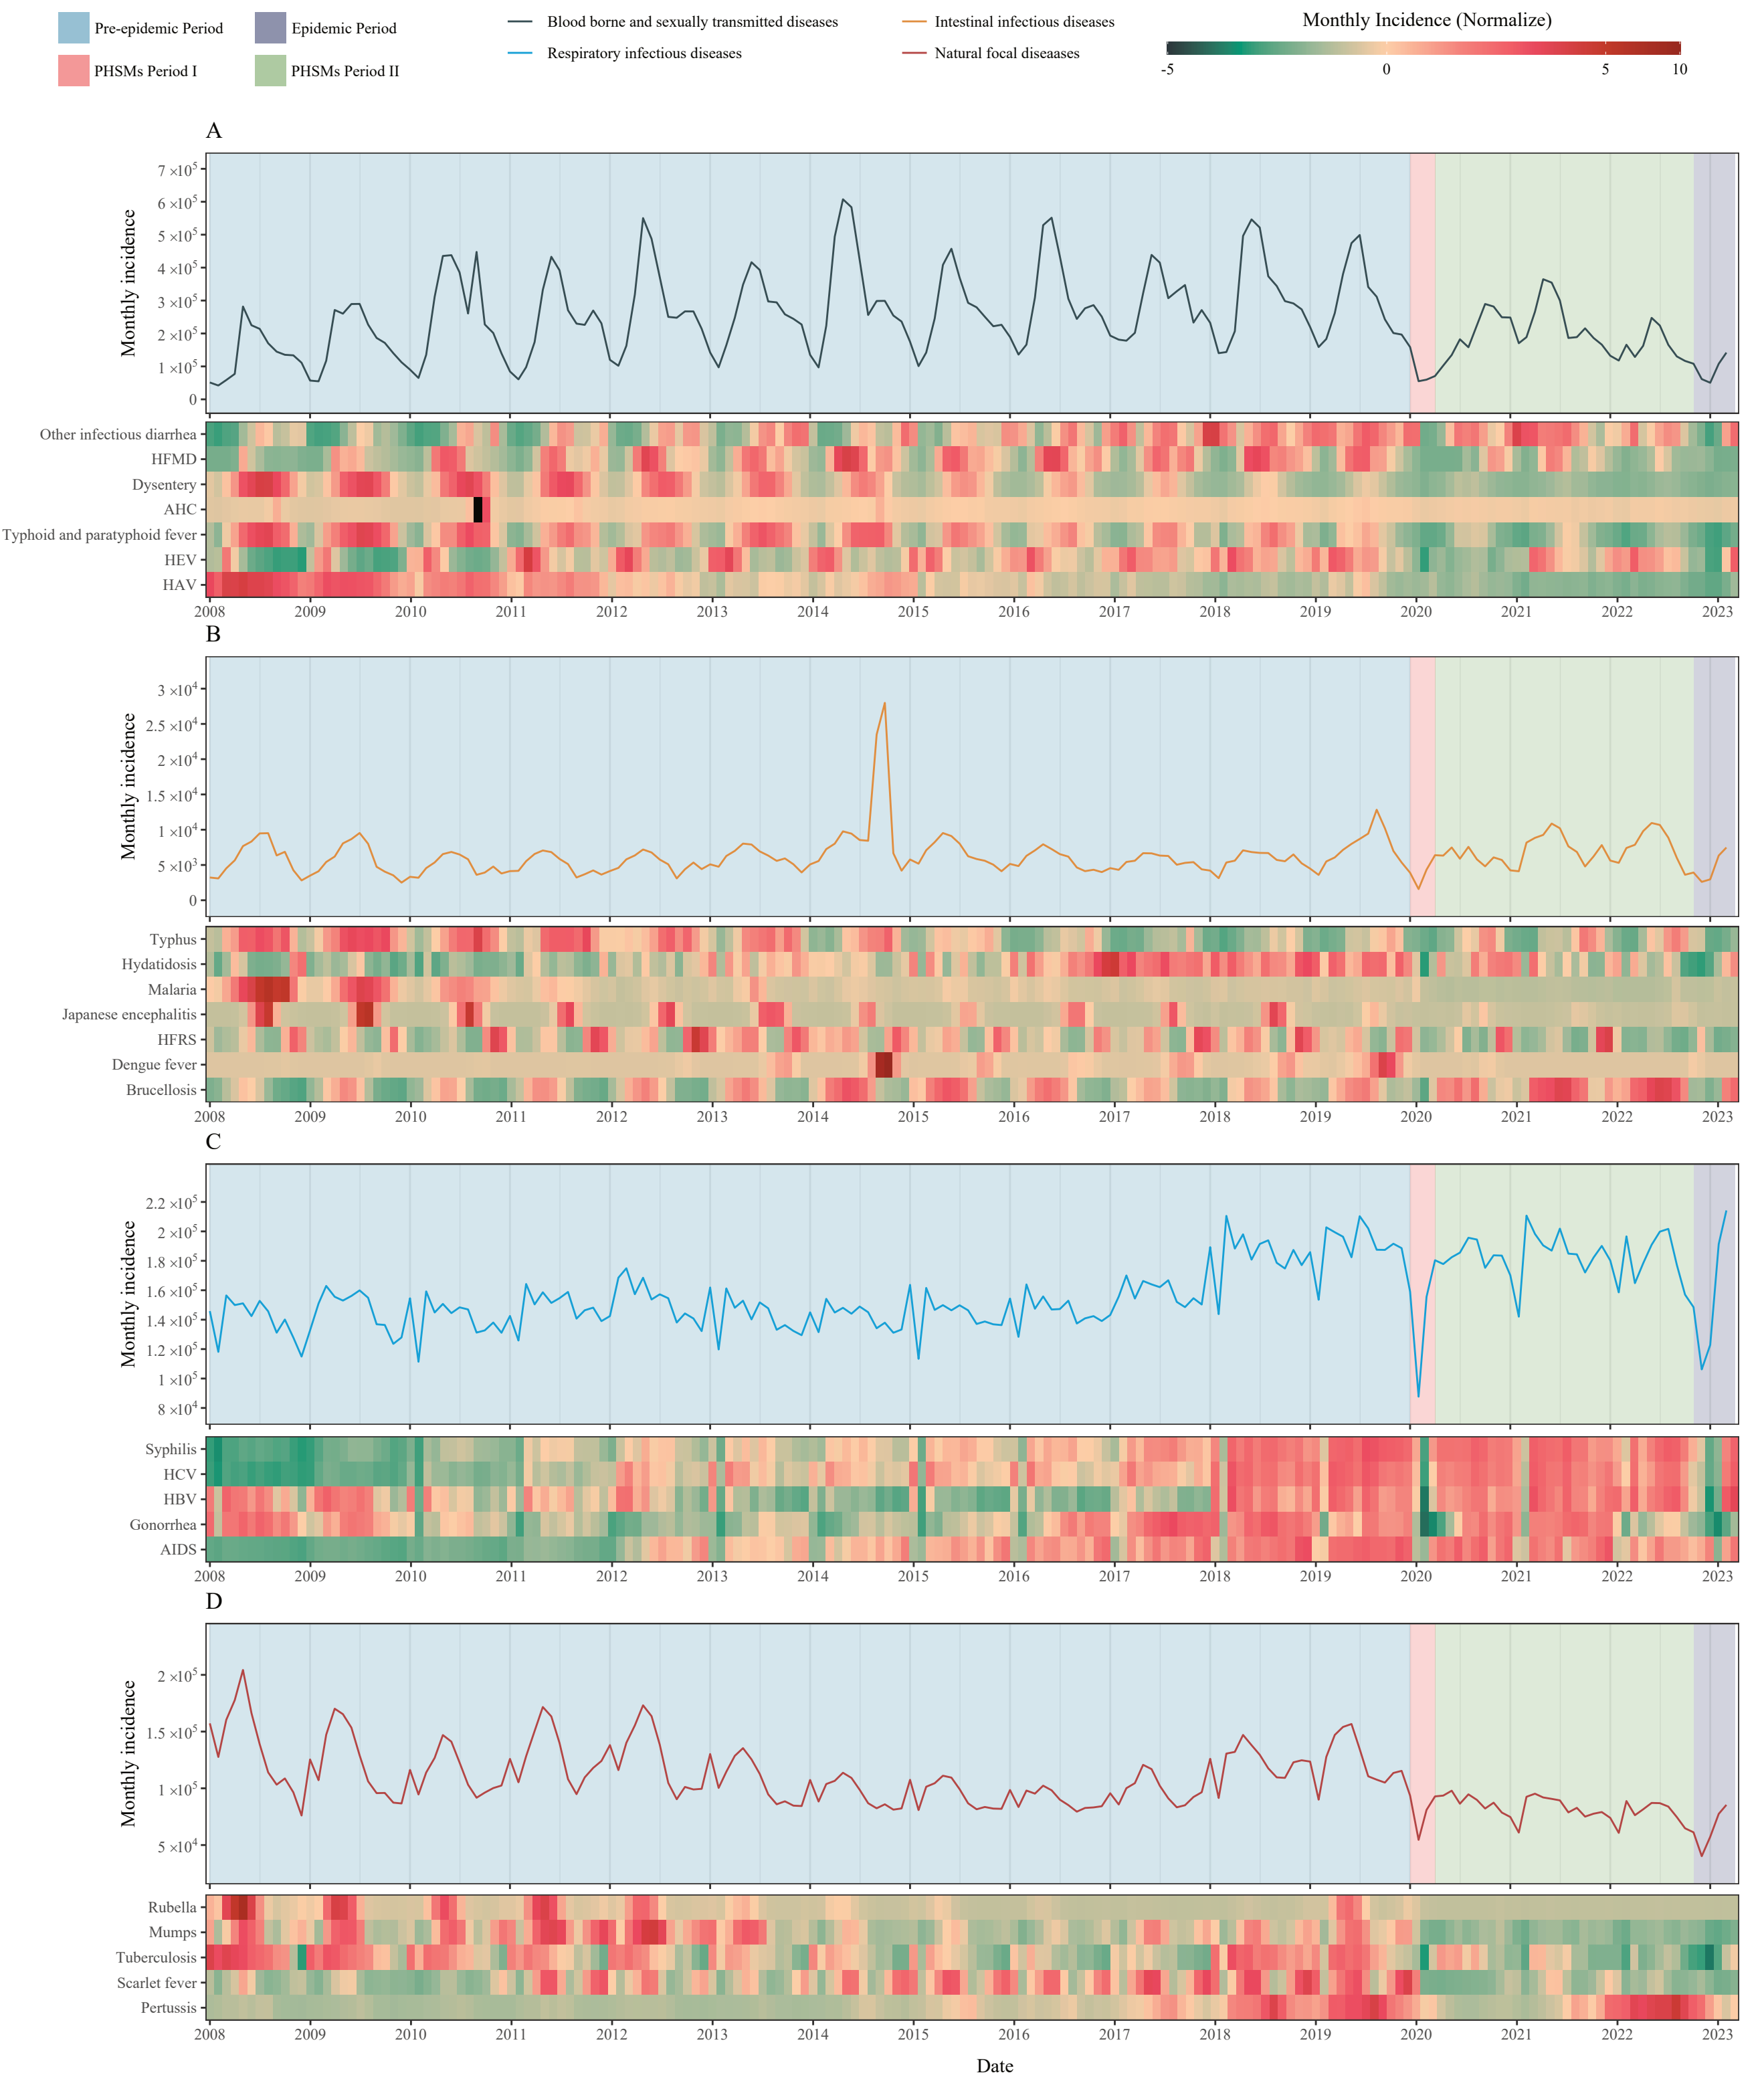 Pre-epidemic Period
Epidemic Period
PHSMs Period I
PHSMs Period II
Blood borne and sexually transmitted diseases
Intestinal infectious diseases
Respiratory infectious diseases
Natural focal diseaases
Monthly Incidence (Normalize)
-5 0 5 10
A
Monthly incidence
7 ×10⁵
6 ×10⁵
5 ×10⁵
4 ×10⁵
3 ×10⁵
2 ×10⁵
1 ×10⁵
0
Other infectious diarrhea
HFMD
Dysentery
AHC
Typhoid and paratyphoid fever
HEV
HAV
2008 2009 2010 2011 2012 2013 2014 2015 2016 2017 2018 2019 2020 2021 2022 2023
B
Monthly incidence
3 ×10⁴
2.5 ×10⁴
2 ×10⁴
1.5 ×10⁴
1 ×10⁴
5 ×10³
0
Typhus
Hydatidosis
Malaria
Japanese encephalitis
HFRS
Dengue fever
Brucellosis
2008 2009 2010 2011 2012 2013 2014 2015 2016 2017 2018 2019 2020 2021 2022 2023
C
Monthly incidence
2.2 ×10⁵
2 ×10⁵
1.8 ×10⁵
1.6 ×10⁵
1.4 ×10⁵
1.2 ×10⁵
1 ×10⁵
8 ×10⁴
Syphilis
HCV
HBV
Gonorrhea
AIDS
2008 2009 2010 2011 2012 2013 2014 2015 2016 2017 2018 2019 2020 2021 2022 2023
D
Monthly incidence
2 ×10⁵
1.5 ×10⁵
1 ×10⁵
5 ×10⁴
Rubella
Mumps
Tuberculosis
Scarlet fever
Pertussis
2008 2009 2010 2011 2012 2013 2014 2015 2016 2017 2018 2019 2020 2021 2022 2023
Date